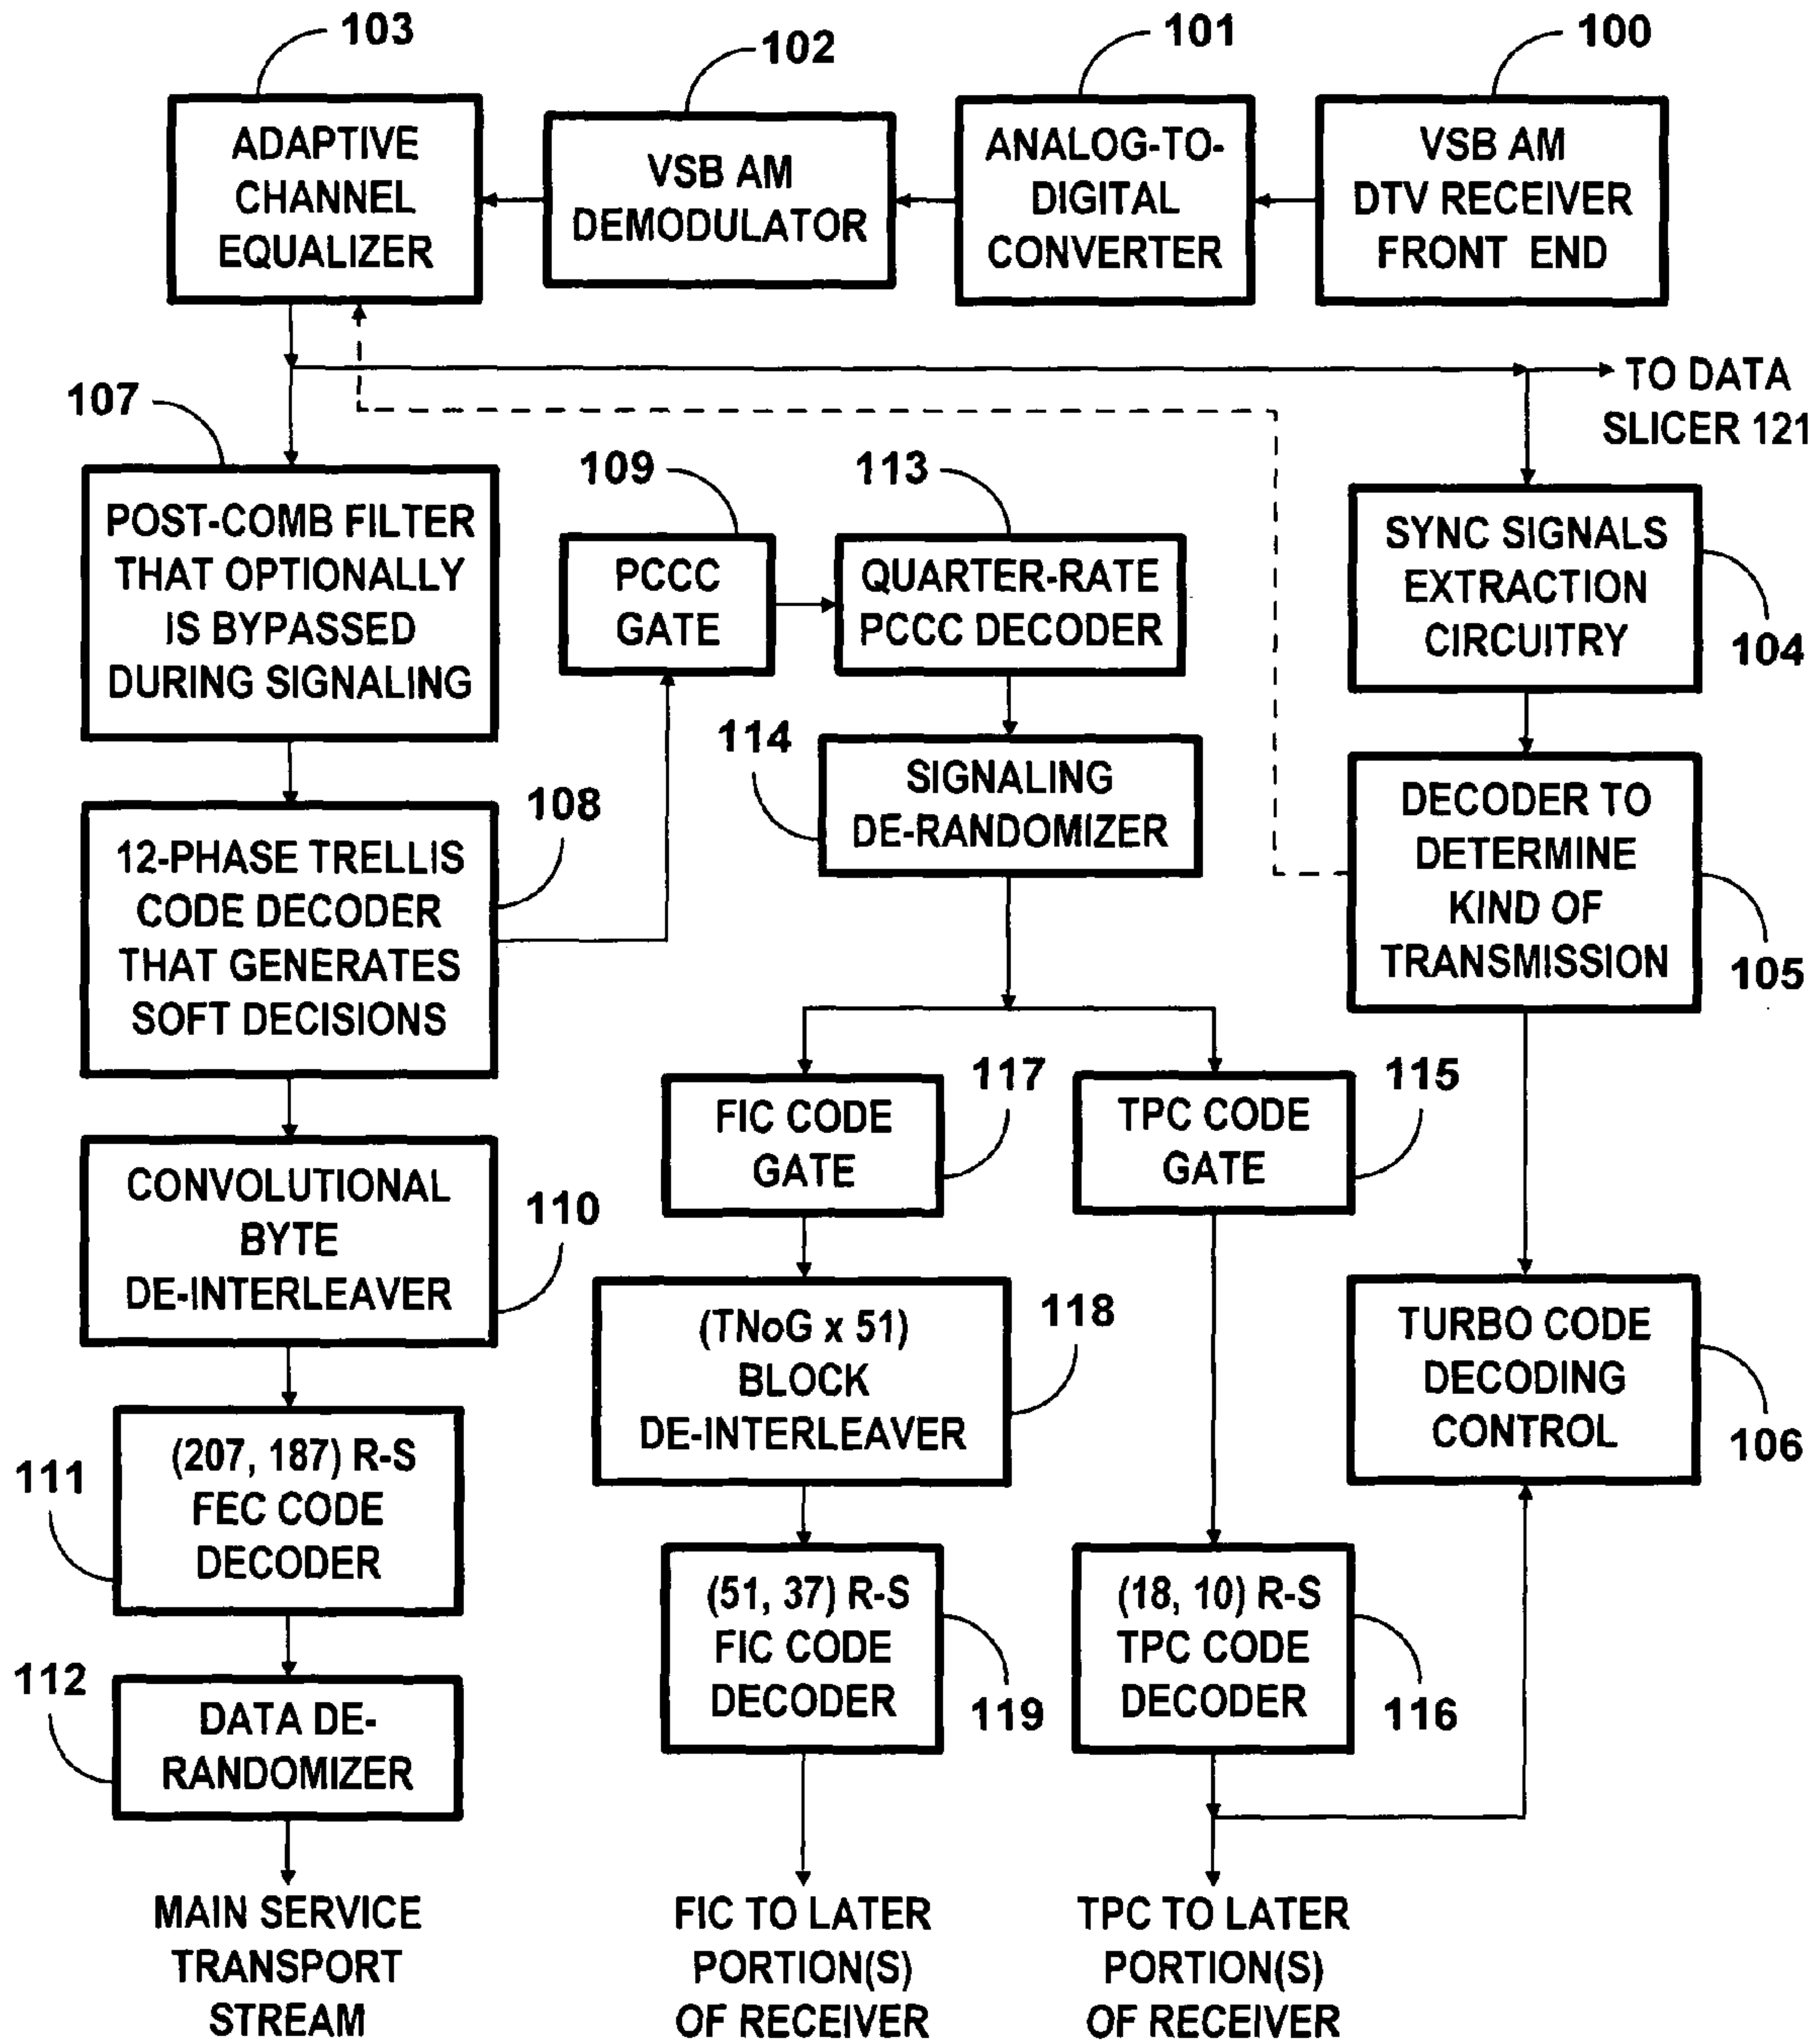 103
102
101
100
ADAPTIVE
CHANNEL
EQUALIZER
VSB AM
DEMODULATOR
ANALOG-TO-
DIGITAL
CONVERTER
VSB AM
DTV RECEIVER
FRONT END
TO DATA
SLICER 121
107
POST-COMB FILTER
THAT OPTIONALLY
IS BYPASSED
DURING SIGNALING
109
PCCC
GATE
113
QUARTER-RATE
PCCC DECODER
SYNC SIGNALS
EXTRACTION
CIRCUITRY
104
114
SIGNALING
DE-RANDOMIZER
DECODER TO
DETERMINE
KIND OF
TRANSMISSION
105
108
12-PHASE TRELLIS
CODE DECODER
THAT GENERATES
SOFT DECISIONS
117
FIC CODE
GATE
115
TPC CODE
GATE
CONVOLUTIONAL
BYTE
DE-INTERLEAVER
110
(TNoG x 51)
BLOCK
DE-INTERLEAVER
118
TURBO CODE
DECODING
CONTROL
106
111
(207, 187) R-S
FEC CODE
DECODER
(51, 37) R-S
FIC CODE
DECODER
119
(18, 10) R-S
TPC CODE
DECODER
116
112
DATA DE-
RANDOMIZER
MAIN SERVICE
TRANSPORT
STREAM
FIC TO LATER
PORTION(S)
OF RECEIVER
TPC TO LATER
PORTION(S)
OF RECEIVER